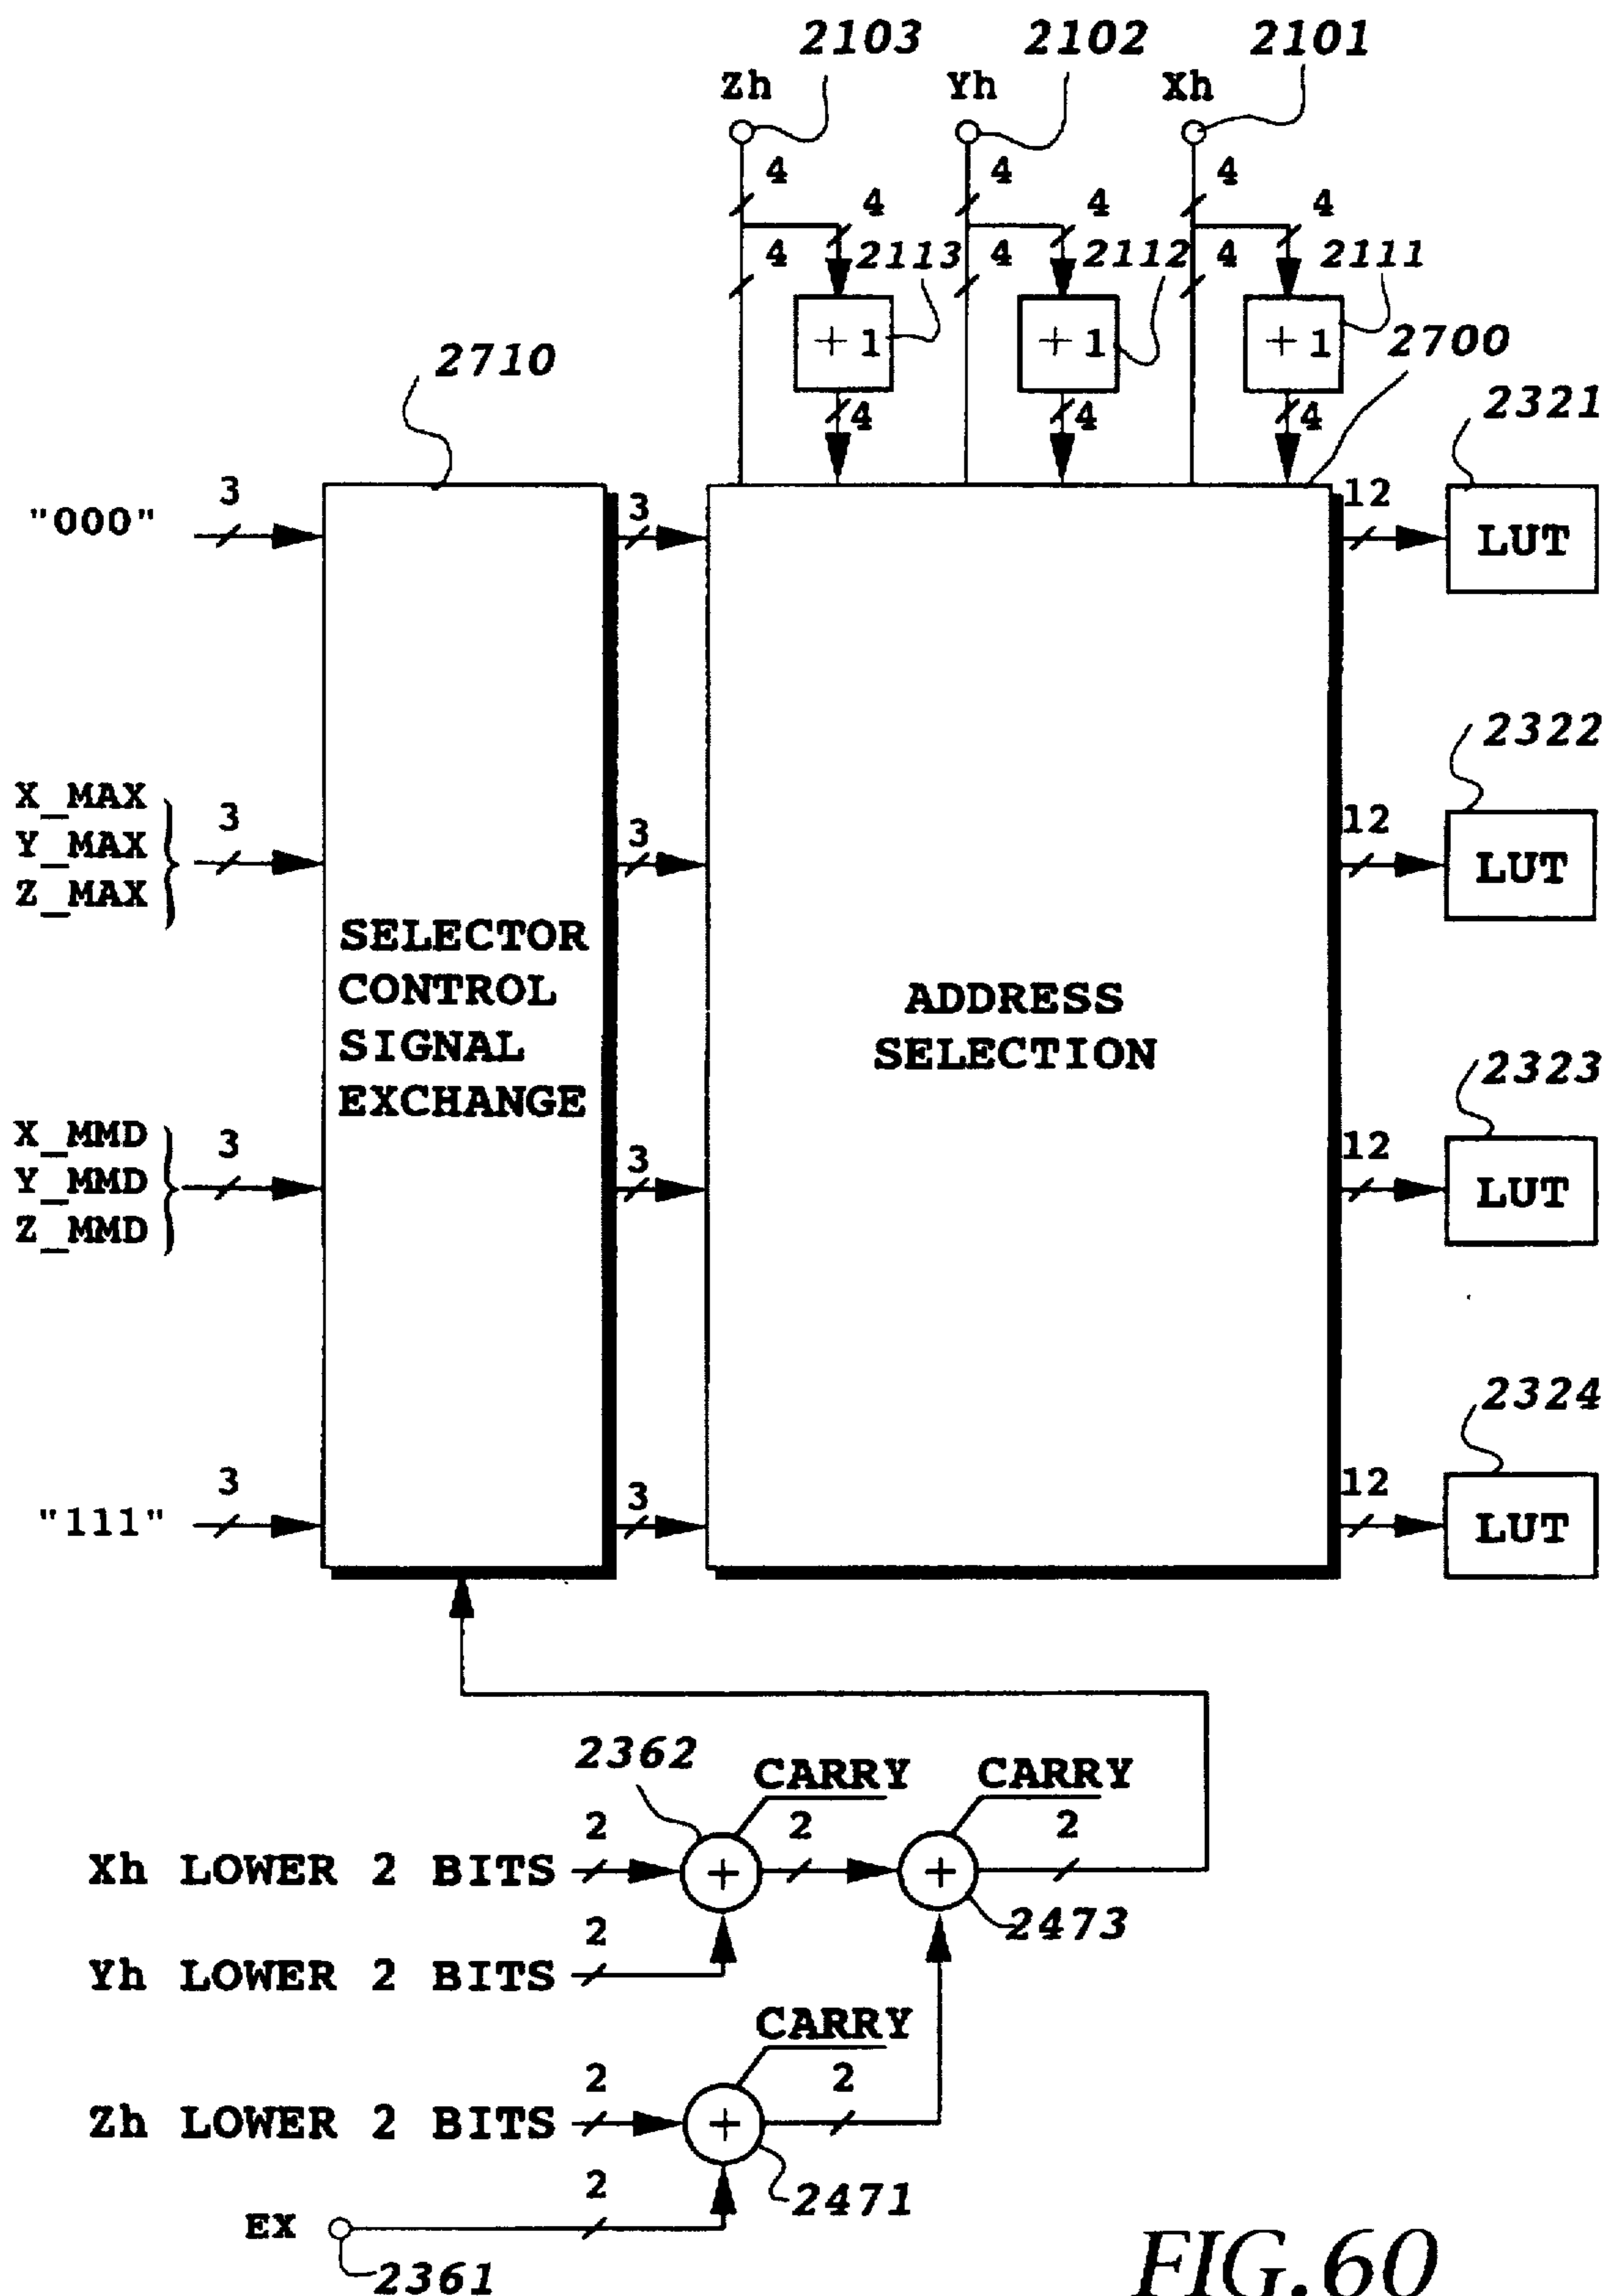 2103 2102 2101
Zh Yh Xh
4 4 4
4 4 4
4 2113 4 2112 4 2111
+1 +1 +1
2710 2700
4 4 4
2321
3 3 12
"000" LUT
2322
X_MAX
Y_MAX
Z_MAX
3 3 12
LUT
SELECTOR
CONTROL
SIGNAL
EXCHANGE
ADDRESS
SELECTION
2323
X_MMD
Y_MMD
Z_MMD
3 3 12
LUT
2324
3 3 12
"111" LUT
2362 CARRY CARRY
2 2 2
Xh LOWER 2 BITS + +
2473
2
Yh LOWER 2 BITS
CARRY
2 2
Zh LOWER 2 BITS +
2471
2
EX
2361
FIG.60